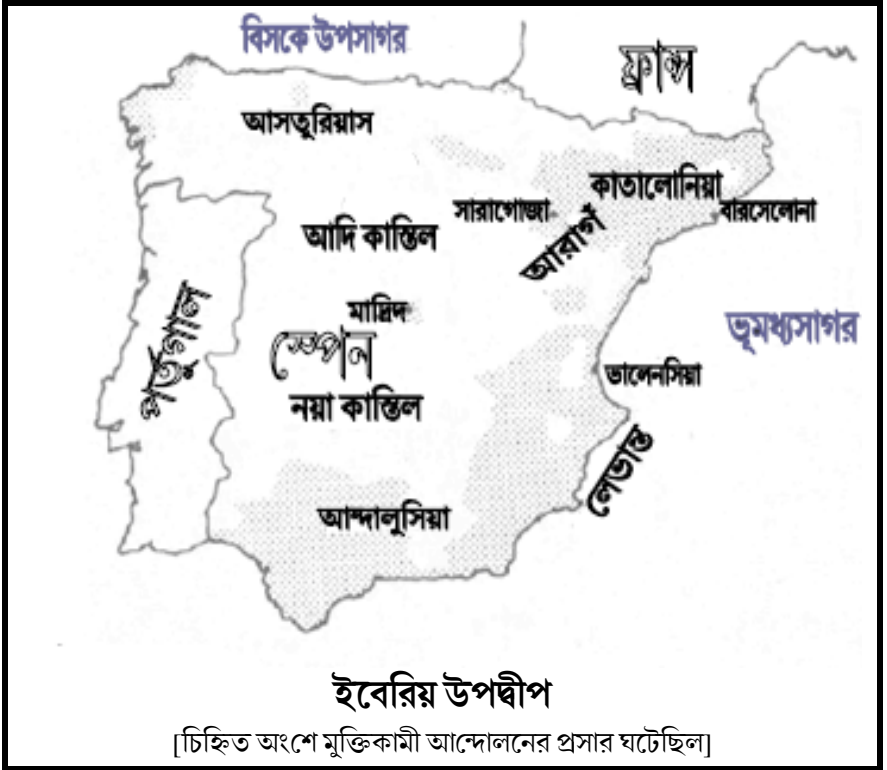 বিসকে উপসাগর
ফ্রান্স
আসতুরিয়াস
কাতালোনিয়া
সারাগোজা
বারসেলোনা
আদি কাস্তিল
আরাগঁ
মাদ্রিদ
ভূমধ্যসাগর
পর্তুগাল
স্পেন
ভালেনসিয়া
নয়া কাস্তিল
লেভান্ত
আন্দালুসিয়া
ইবেরিয় উপদ্বীপ
[চিহ্নিত অংশে মুক্তিকামী আন্দোলনের প্রসার ঘটেছিল]